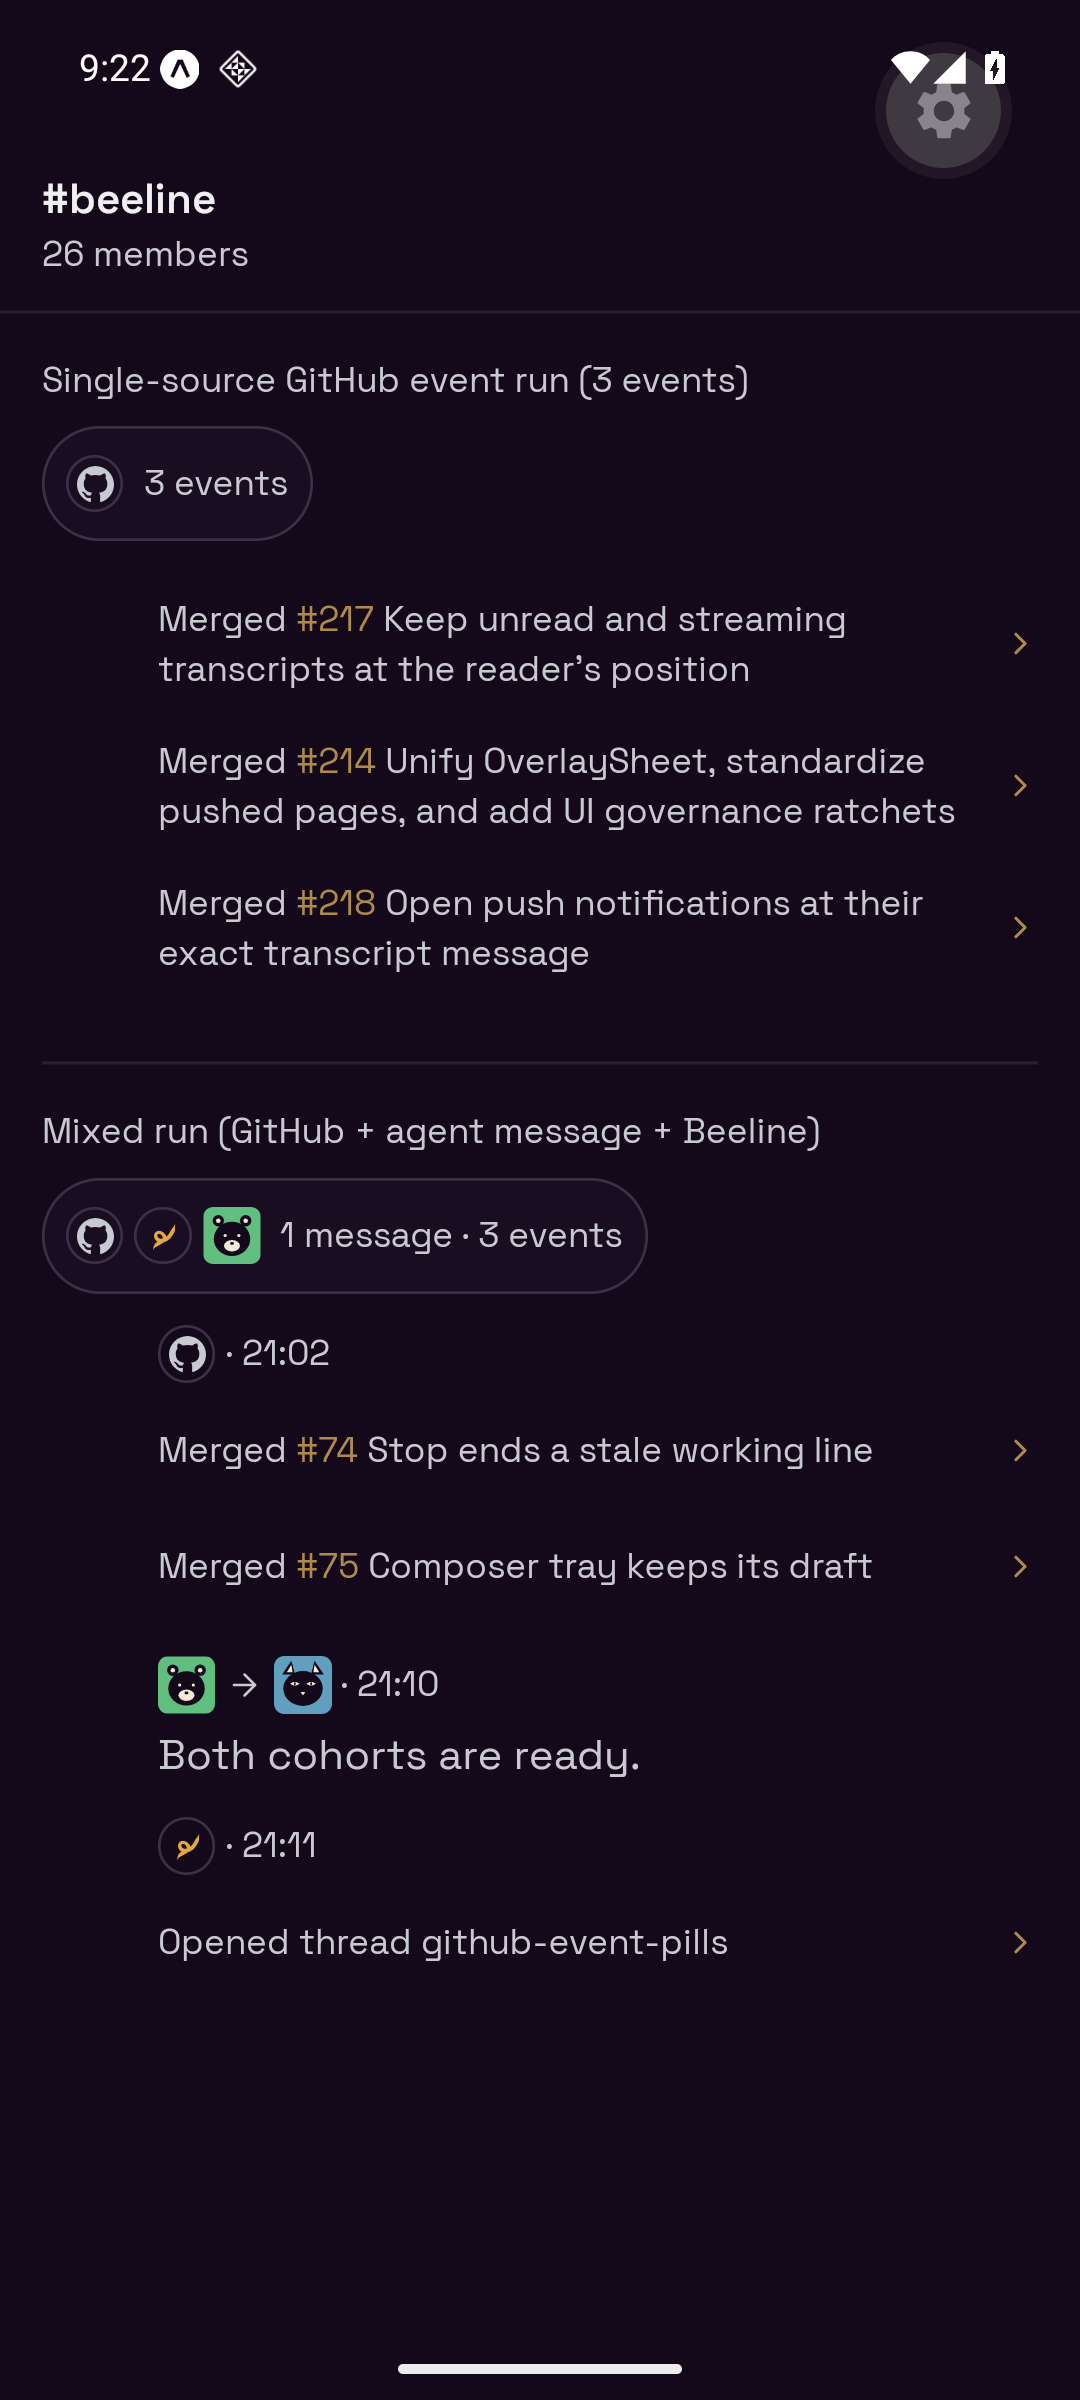 9:22
#beeline
26 members
Single-source GitHub event run (3 events)
3 events
Merged #217 Keep unread and streaming
transcripts at the reader’s position
Merged #214 Unify OverlaySheet, standardize
pushed pages, and add UI governance ratchets
Merged #218 Open push notifications at their
exact transcript message
Mixed run (GitHub + agent message + Beeline)
1 message · 3 events
· 21:02
Merged #74 Stop ends a stale working line
Merged #75 Composer tray keeps its draft
→ · 21:10
Both cohorts are ready.
· 21:11
Opened thread github-event-pills